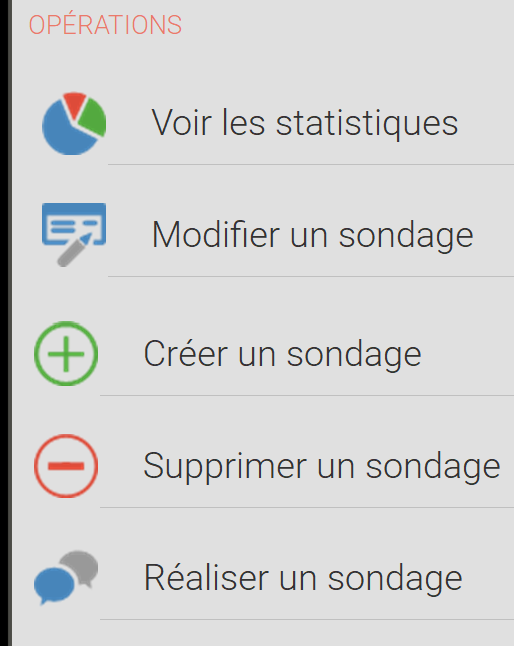 OPÉRATIONS
Voir les statistiques
Modifier un sondage
Créer un sondage
Supprimer un sondage
Réaliser un sondage